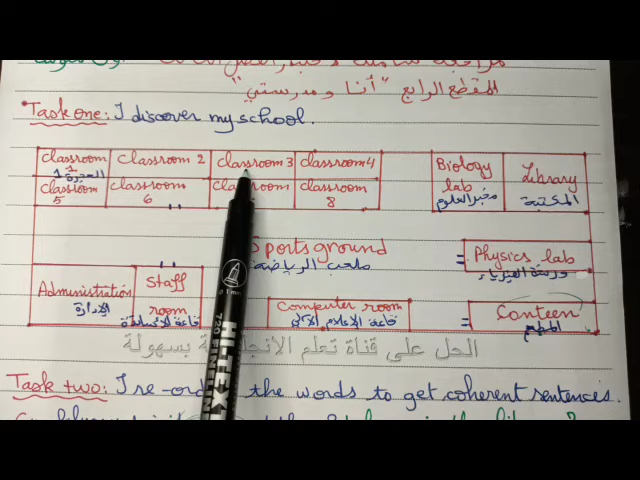 مراجعة شاملة
المقطع الرابع "أنا ومدرستي"
Task one: I discover my school.
Classroom 1 Classroom 2 Classroom 3 Classroom 4 Biology lab Library
الحجرة 1 مخبر العلوم المكتبة
Classroom 5 Classroom 6 Classroom Classroom 8
Sports ground = Physics lab
ملعب الرياضة
Administration Staff room Computer room = Canteen
الإدارة قاعة الأساتذة قاعة الإعلام الآلي المطعم
الحل على قناة تعلم الانجليزية بسهولة
Task two: I re-order the words to get coherent sentences.